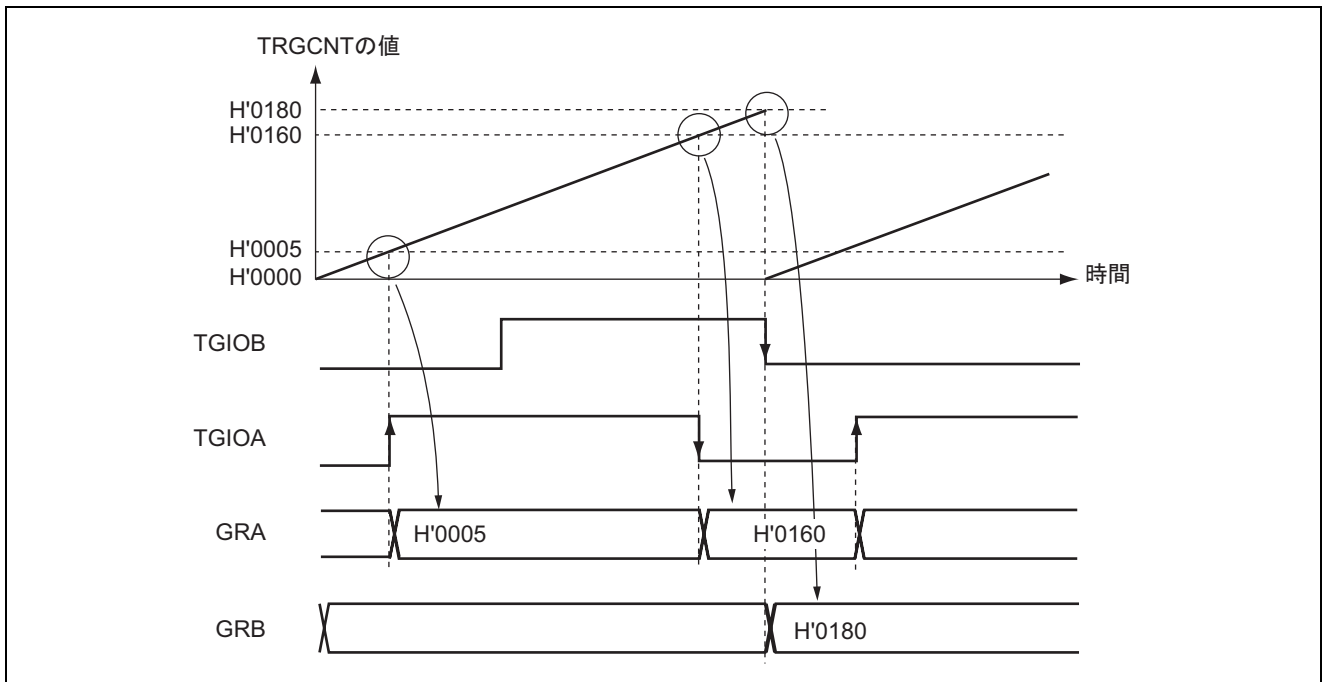 TRGCNTの値
H'0180
H'0160
H'0005
H'0000
時間
TGIOB
TGIOA
GRA
H'0005
H'0160
GRB
H'0180